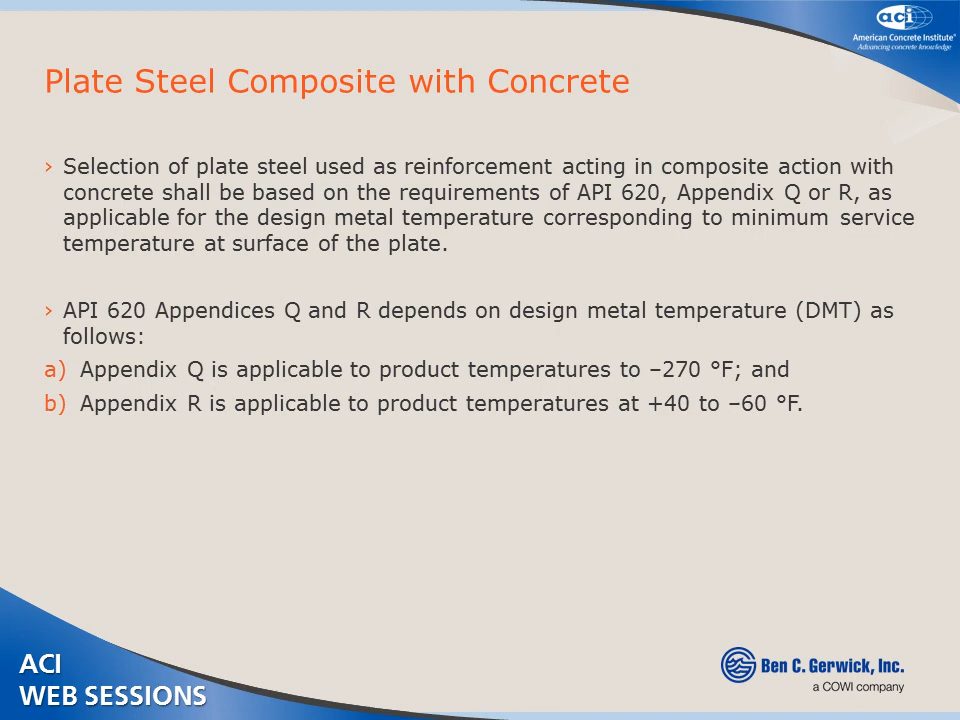 aci
American Concrete Institute®
Advancing concrete knowledge
Plate Steel Composite with Concrete
› Selection of plate steel used as reinforcement acting in composite action with
concrete shall be based on the requirements of API 620, Appendix Q or R, as
applicable for the design metal temperature corresponding to minimum service
temperature at surface of the plate.
› API 620 Appendices Q and R depends on design metal temperature (DMT) as
follows:
a) Appendix Q is applicable to product temperatures to –270 °F; and
b) Appendix R is applicable to product temperatures at +40 to –60 °F.
ACI
WEB SESSIONS
Ben C. Gerwick, Inc.
a COWI company